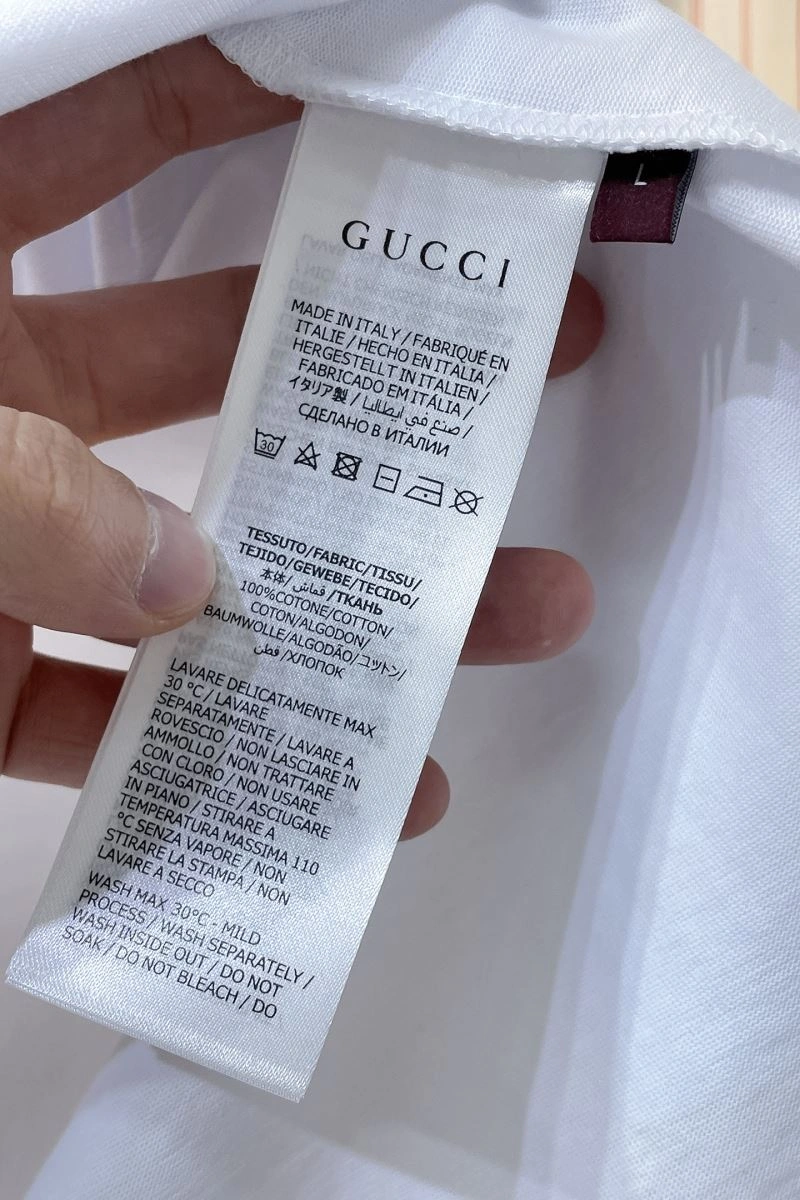 L
GUCCI
MADE IN ITALY / FABRIQUÉ EN
ITALIE / HECHO EN ITALIA /
HERGESTELLT IN ITALIEN /
FABRICADO EM ITALIA /
イタリア製 / صنع في ايطاليا /
СДЕЛАНО В ИТАЛИИ
30
TESSUTO/FABRIC/TISSU/
TEJIDO/GEWEBE/TECIDO/
本体/ قماش /ТКАНЬ
100%COTONE/COTTON/
COTON/ALGODON/
BAUMWOLLE/ALGODÃO/コットン/
قطن /ХЛОПОК
LAVARE DELICATAMENTE MAX
30 °C / LAVARE
SEPARATAMENTE / LAVARE A
ROVESCIO / NON LASCIARE IN
AMMOLLO / NON TRATTARE
CON CLORO / NON USARE
ASCIUGATRICE / ASCIUGARE
IN PIANO / STIRARE A
TEMPERATURA MASSIMA 110
°C SENZA VAPORE / NON
STIRARE LA STAMPA / NON
LAVARE A SECCO
WASH MAX 30°C - MILD
PROCESS / WASH SEPARATELY /
WASH INSIDE OUT / DO NOT
SOAK / DO NOT BLEACH / DO